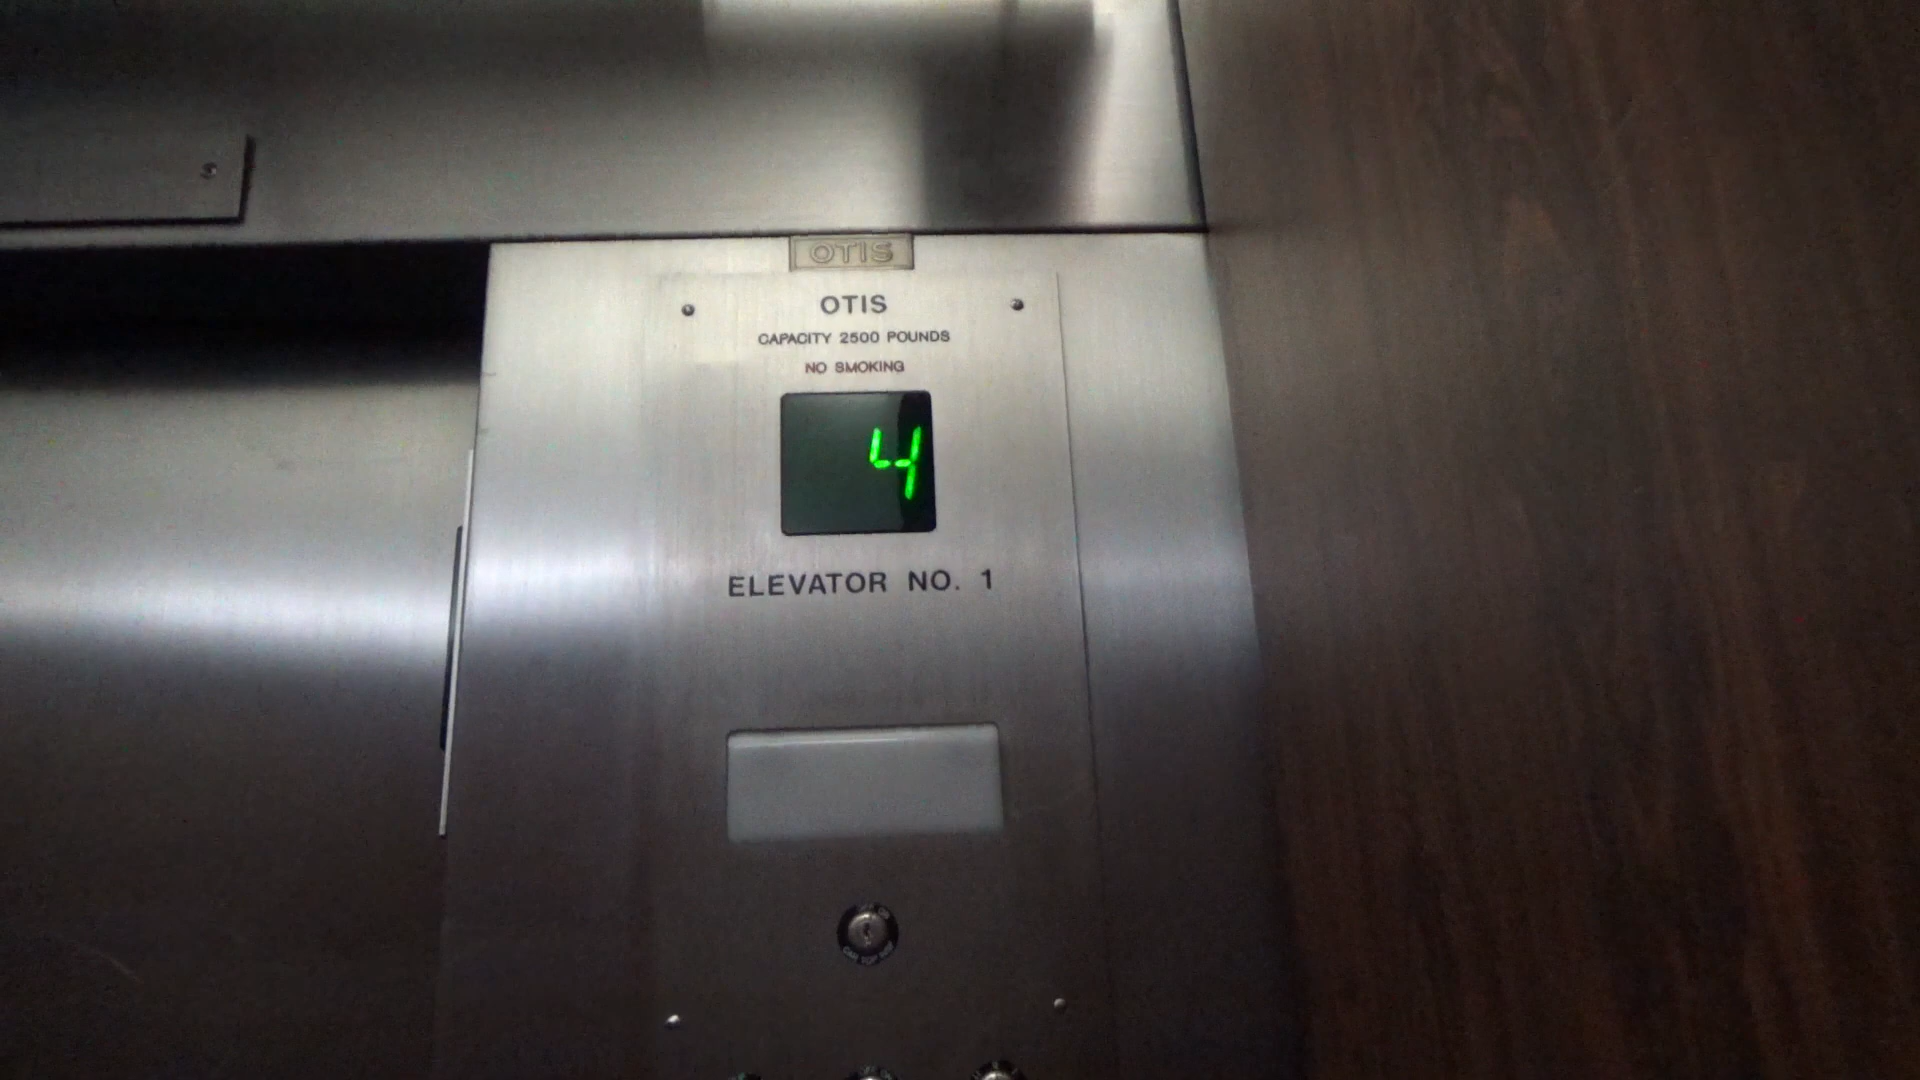 OTIS
OTIS
CAPACITY 2500 POUNDS
NO SMOKING
4
ELEVATOR NO. 1